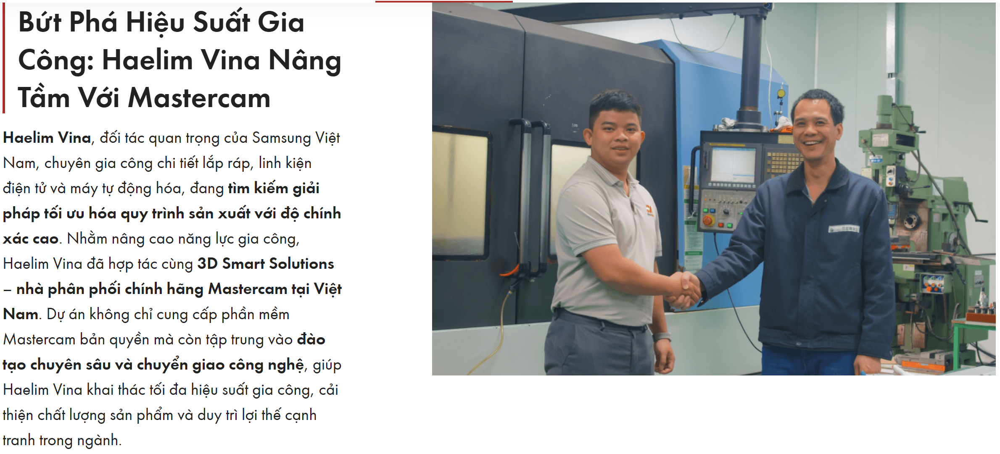 Bứt Phá Hiệu Suất Gia
Công: Haelim Vina Nâng
Tầm Với Mastercam
Haelim Vina, đối tác quan trọng của Samsung Việt
Nam, chuyên gia công chi tiết lắp ráp, linh kiện
điện tử và máy tự động hóa, đang tìm kiếm giải
pháp tối ưu hóa quy trình sản xuất với độ chính
xác cao. Nhằm nâng cao năng lực gia công,
Haelim Vina đã hợp tác cùng 3D Smart Solutions
– nhà phân phối chính hãng Mastercam tại Việt
Nam. Dự án không chỉ cung cấp phần mềm
Mastercam bản quyền mà còn tập trung vào đào
tạo chuyên sâu và chuyển giao công nghệ, giúp
Haelim Vina khai thác tối đa hiệu suất gia công, cải
thiện chất lượng sản phẩm và duy trì lợi thế cạnh
tranh trong ngành.